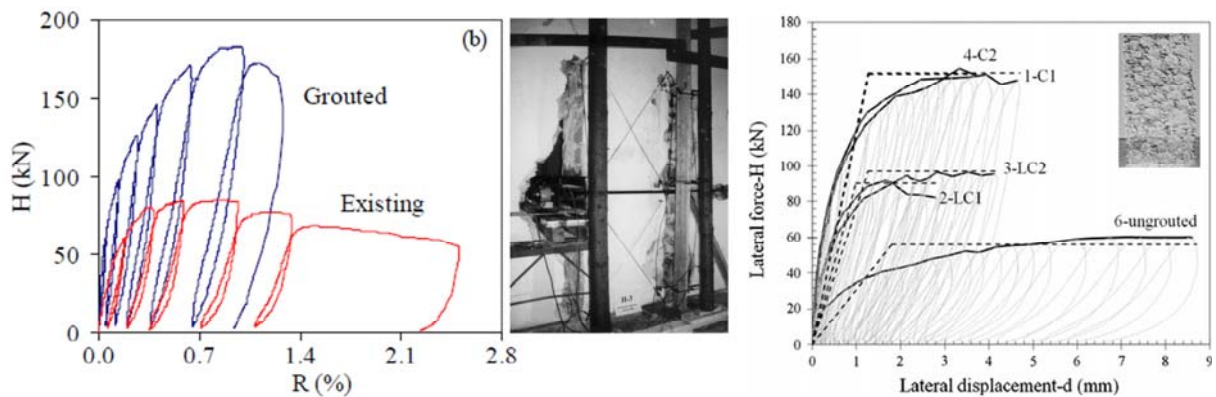 (b)
200
150
100
50
0
H (kN)
Grouted
Existing
0.0 0.7 1.4 2.1 2.8
R (%)
H-3
180
160
140
120
100
80
60
40
20
0
Lateral force-H (kN)
4-C2
1-C1
3-LC2
2-LC1
6-ungrouted
0 1 2 3 4 5 6 7 8 9
Lateral displacement-d (mm)